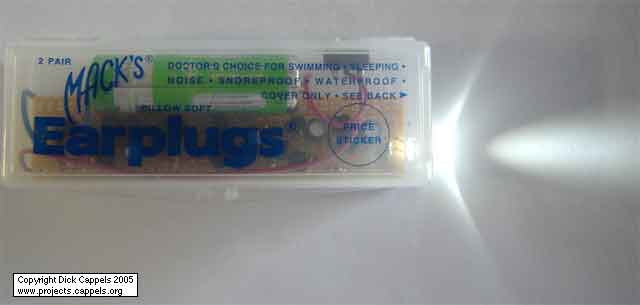 2 PAIR
MACK'S®
DOCTOR'S CHOICE FOR SWIMMING • SLEEPING •
NOISE • SNOREPROOF • WATERPROOF •
COVER ONLY • SEE BACK
PILLOW SOFT
Earplugs®
PRICE
STICKER
Copyright Dick Cappels 2005
www.projects.cappels.org